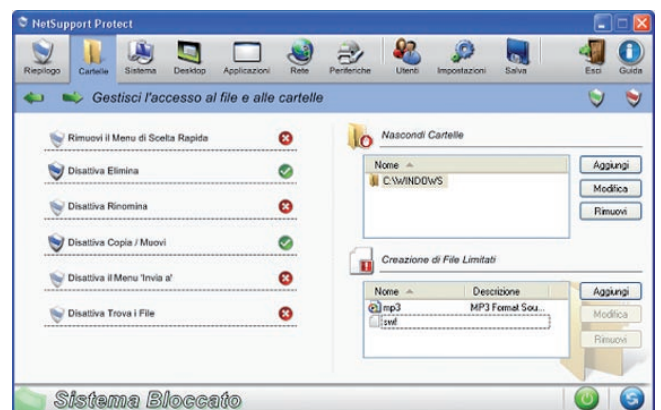 NetSupport Protect
Riepilogo Cartelle Sistema Desktop Applicazioni Rete Periferiche Utenti Impostazioni Salva Esci Guida
Gestisci l'accesso al file e alle cartelle
Rimuovi il Menu di Scelta Rapida
Disattiva Elimina
Disattiva Rinomina
Disattiva Copia / Muovi
Disattiva il Menu 'Invia a'
Disattiva Trova i File
Nascondi Cartelle
Nome
C:\WINDOWS
Aggiungi
Modifica
Rimuovi
Creazione di File Limitati
Nome Descrizione
mp3 MP3 Format Sou...
swf
Aggiungi
Modifica
Rimuovi
Sistema Bloccato